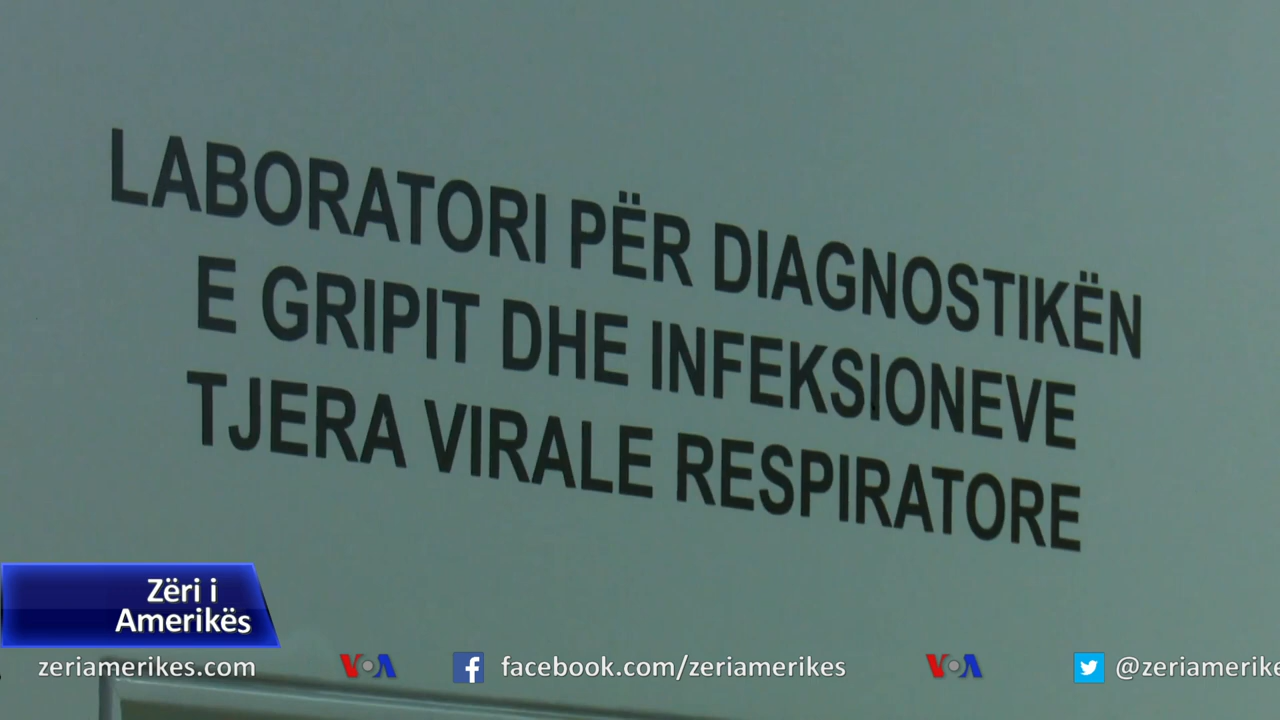 LABORATORI PËR DIAGNOSTIKËN
E GRIPIT DHE INFEKSIONEVE
TJERA VIRALE RESPIRATORE
Zëri i
Amerikës
zeriamerikes.com VOA facebook.com/zeriamerikes VOA @zeriamerike